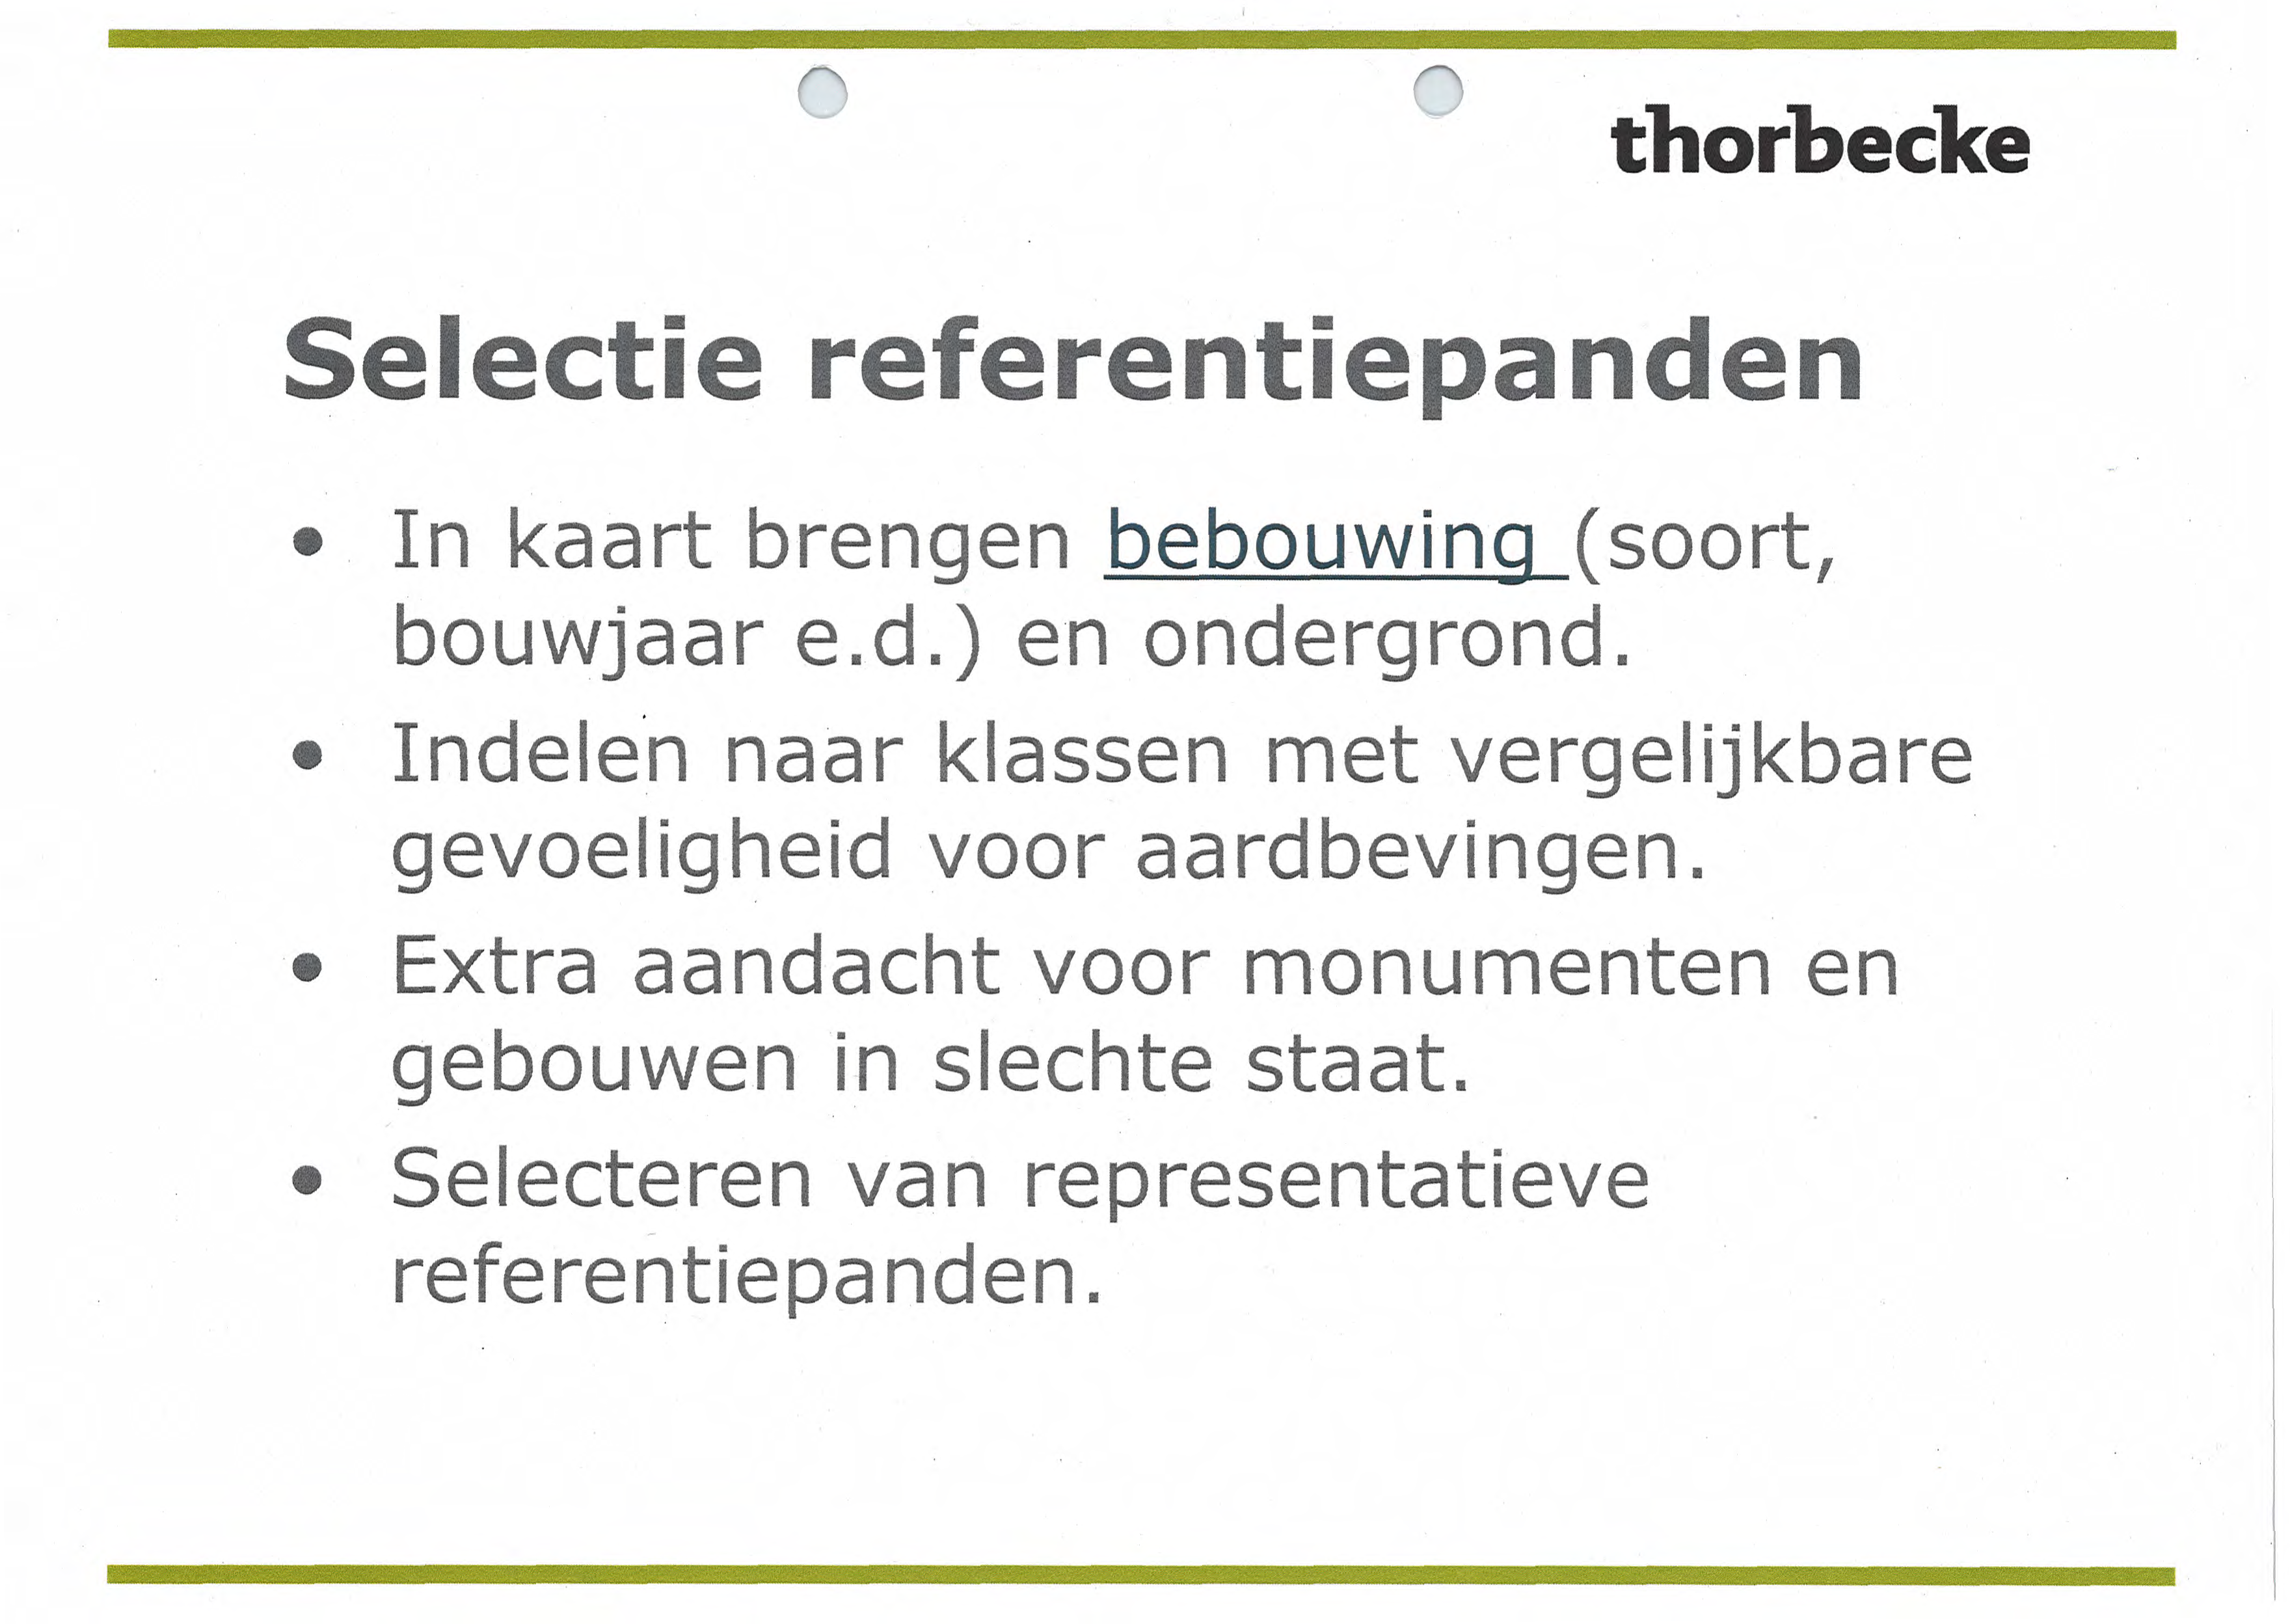 thorbecke
Selectie referentiepanden
• In kaart brengen bebouwing (soort,
bouwjaar e.d.) en ondergrond.
• Indelen naar klassen met vergelijkbare
gevoeligheid voor aardbevingen.
• Extra aandacht voor monumenten en
gebouwen in slechte staat.
• Selecteren van representatieve
referentiepanden.